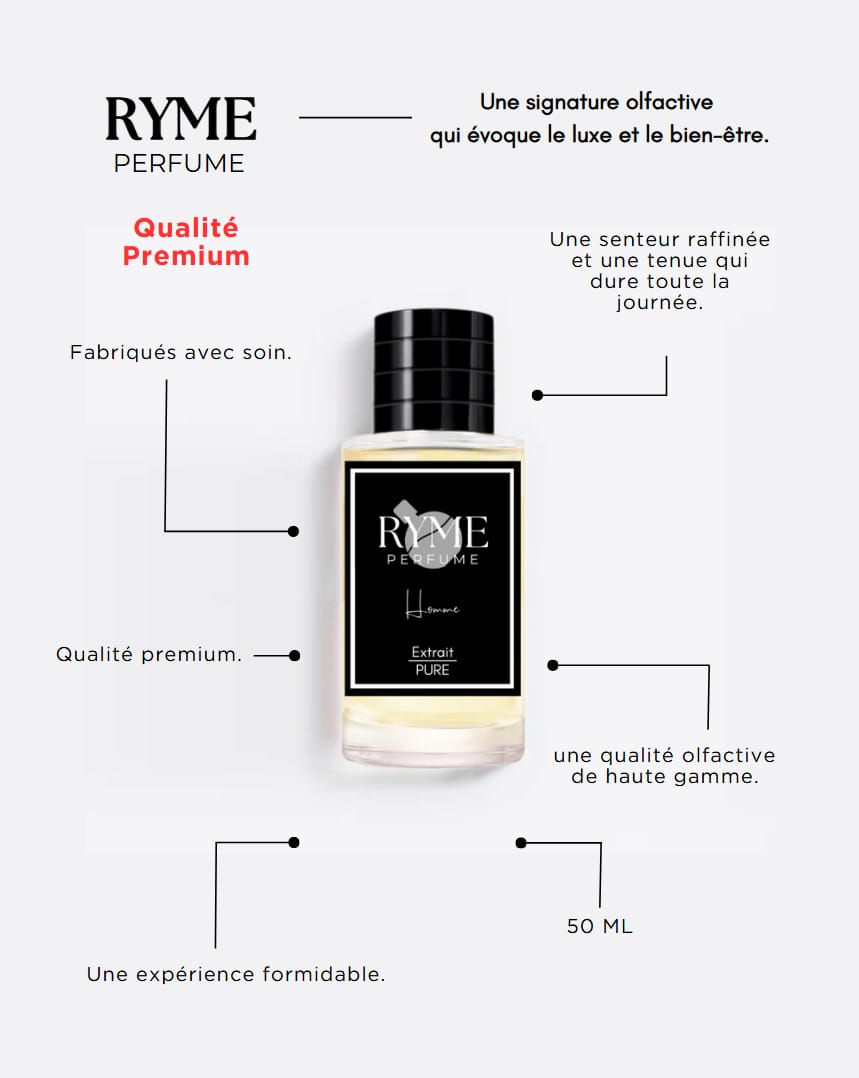 RYME
PERFUME
Une signature olfactive
qui évoque le luxe et le bien-être.
Qualité
Premium
Une senteur raffinée
et une tenue qui
dure toute la
journée.
Fabriqués avec soin.
RYME
PERFUME
Homme
Extrait
PURE
Qualité premium.
une qualité olfactive
de haute gamme.
50 ML
Une expérience formidable.